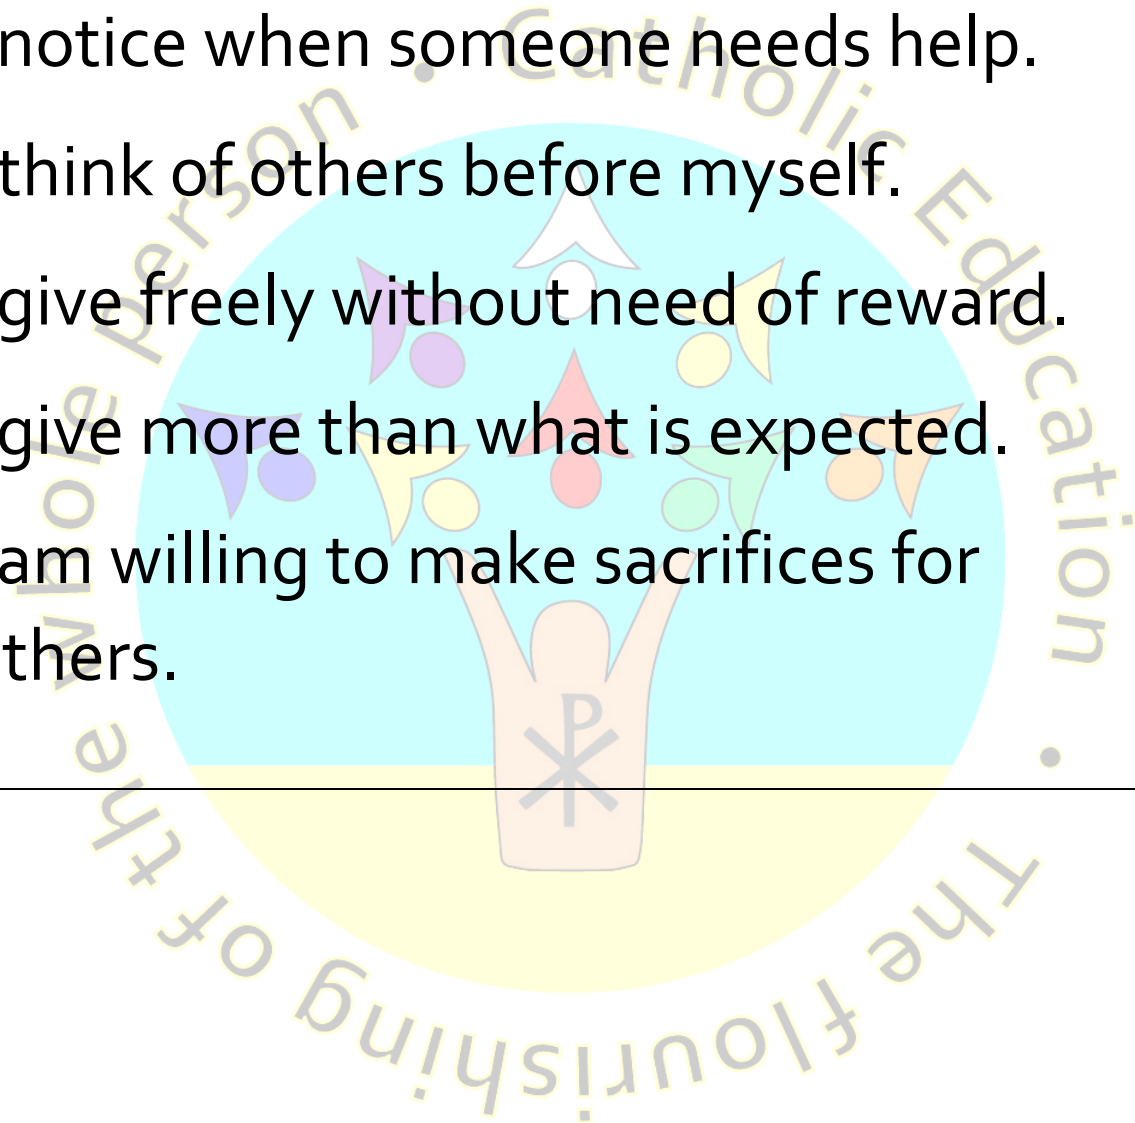 notice when someone needs help.
think of others before myself.
give freely without need of reward.
give more than what is expected.
am willing to make sacrifices for
thers.
Catholic Education • The flourishing of the whole person •